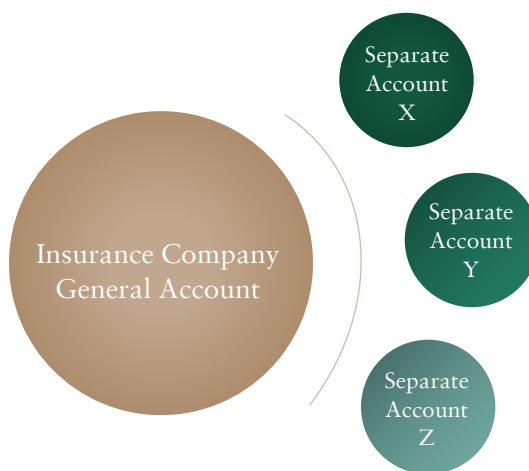 Insurance Company
General Account
Separate
Account
X
Separate
Account
Y
Separate
Account
Z